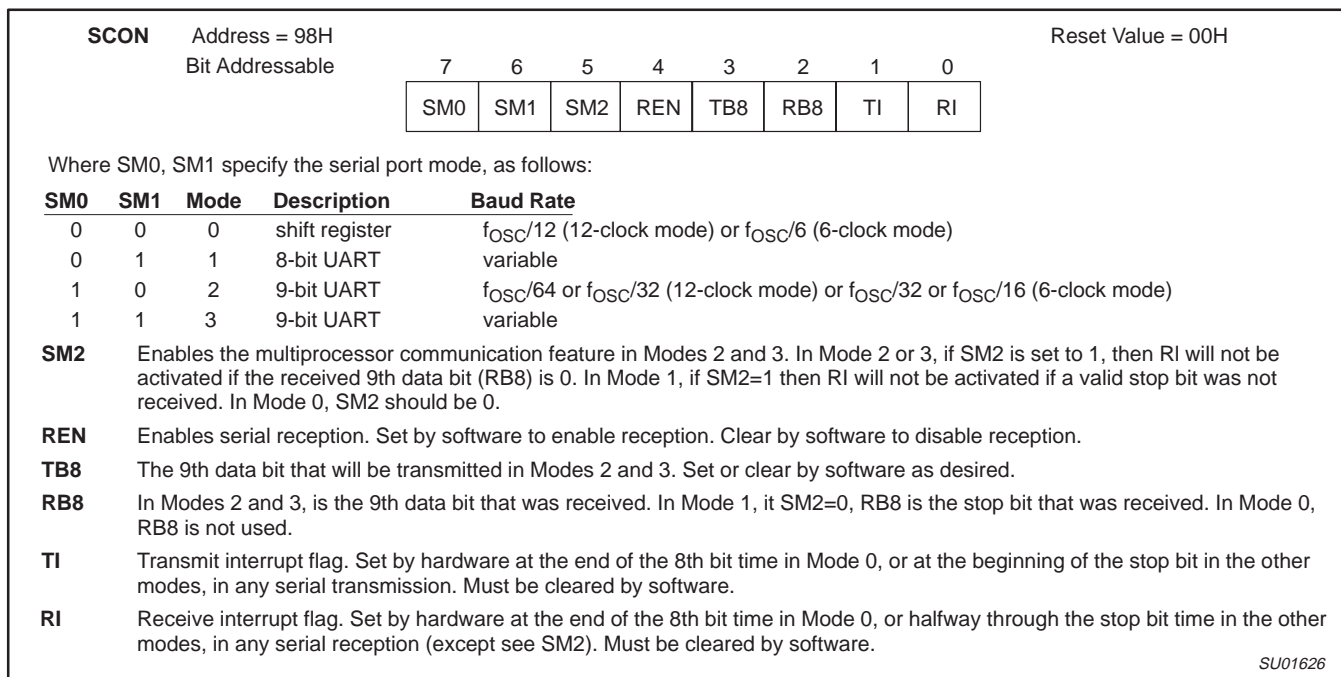 SCON Address = 98H Reset Value = 00H
Bit Addressable 7 6 5 4 3 2 1 0
SM0 SM1 SM2 REN TB8 RB8 TI RI
Where SM0, SM1 specify the serial port mode, as follows:
SM0 SM1 Mode Description Baud Rate
0 0 0 shift register fOSC/12 (12-clock mode) or fOSC/6 (6-clock mode)
0 1 1 8-bit UART variable
1 0 2 9-bit UART fOSC/64 or fOSC/32 (12-clock mode) or fOSC/32 or fOSC/16 (6-clock mode)
1 1 3 9-bit UART variable
SM2 Enables the multiprocessor communication feature in Modes 2 and 3. In Mode 2 or 3, if SM2 is set to 1, then Rl will not be
activated if the received 9th data bit (RB8) is 0. In Mode 1, if SM2=1 then RI will not be activated if a valid stop bit was not
received. In Mode 0, SM2 should be 0.
REN Enables serial reception. Set by software to enable reception. Clear by software to disable reception.
TB8 The 9th data bit that will be transmitted in Modes 2 and 3. Set or clear by software as desired.
RB8 In Modes 2 and 3, is the 9th data bit that was received. In Mode 1, it SM2=0, RB8 is the stop bit that was received. In Mode 0,
RB8 is not used.
TI Transmit interrupt flag. Set by hardware at the end of the 8th bit time in Mode 0, or at the beginning of the stop bit in the other
modes, in any serial transmission. Must be cleared by software.
RI Receive interrupt flag. Set by hardware at the end of the 8th bit time in Mode 0, or halfway through the stop bit time in the other
modes, in any serial reception (except see SM2). Must be cleared by software.
SU01626